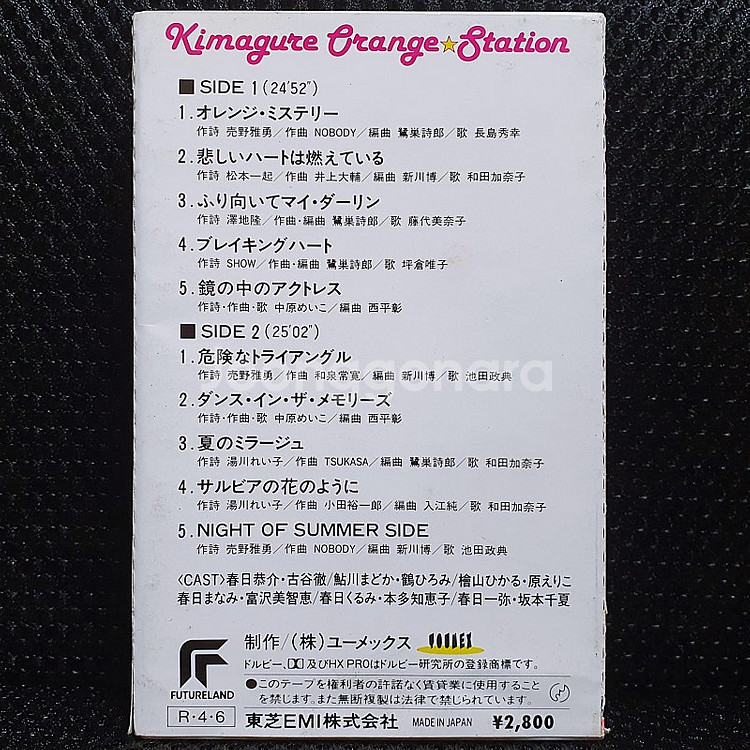 Kimagure Orange★Station
■ SIDE 1(24'52")
1.オレンジ・ミステリー
作詩 売野雅勇/作曲 NOBODY/編曲 鷺巣詩郎/歌 長島秀幸
2.悲しいハートは燃えている
作詩 松本一起/作曲 井上大輔/編曲 新川博/歌 和田加奈子
3.ふり向いてマイ・ダーリン
作詩 澤地隆/作曲・編曲 鷺巣詩郎/歌 藤代美奈子
4.ブレイキングハート
作詩 SHOW/作曲・編曲 鷺巣詩郎/歌 坪倉唯子
5.鏡の中のアクトレス
作詩・作曲・歌 中原めいこ/編曲 西平彰
■ SIDE 2(25'02")
1.危険なトライアングル
作詩 売野雅勇/作曲 和泉常寛/編曲 新川博/歌 池田政典
2.ダンス・イン・ザ・メモリーズ
作詩・作曲・歌 中原めいこ/編曲 西平彰
3.夏のミラージュ
作詩 湯川れい子/作曲 TSUKASA/編曲 鷺巣詩郎/歌 和田加奈子
4.サルビアの花のように
作詩 湯川れい子/作曲 小田裕一郎/編曲 入江純/歌 和田加奈子
5.NIGHT OF SUMMER SIDE
作詩 売野雅勇/作曲 NOBODY/編曲 新川博/歌 池田政典
〈CAST〉春日恭介・古谷徹/鮎川まどか・鶴ひろみ/檜山ひかる・原えりこ
春日まなみ・富沢美智恵/春日くるみ・本多知恵子/春日一弥・坂本千夏
制作/(株)ユーメックス
ドルビー、及びHX PROはドルビー研究所の登録商標です。
●このテープを権利者の許諾なく賃貸業に使用すること
を禁じます。また無断複製は法律で禁じられています。
FUTURELAND
R・4・6 東芝EMI株式会社 MADE IN JAPAN ¥2,800